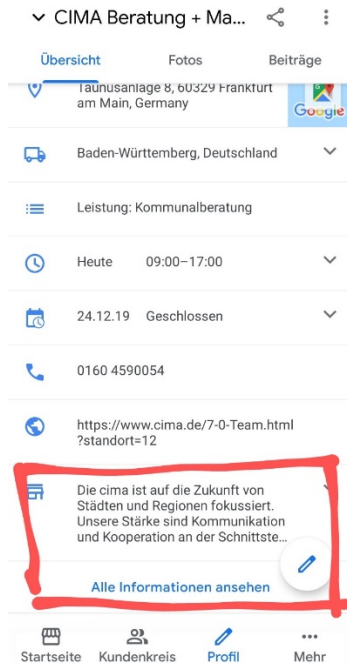 CIMA Beratung + Ma...
Übersicht Fotos Beiträge
Taunusanlage 8, 60329 Frankfurt
am Main, Germany
Google
Baden-Württemberg, Deutschland
Leistung: Kommunalberatung
Heute 09:00–17:00
24.12.19 Geschlossen
0160 4590054
https://www.cima.de/7-0-Team.html
?standort=12
Die cima ist auf die Zukunft von
Städten und Regionen fokussiert.
Unsere Stärke sind Kommunikation
und Kooperation an der Schnittste...
Alle Informationen ansehen
Startseite Kundenkreis Profil Mehr